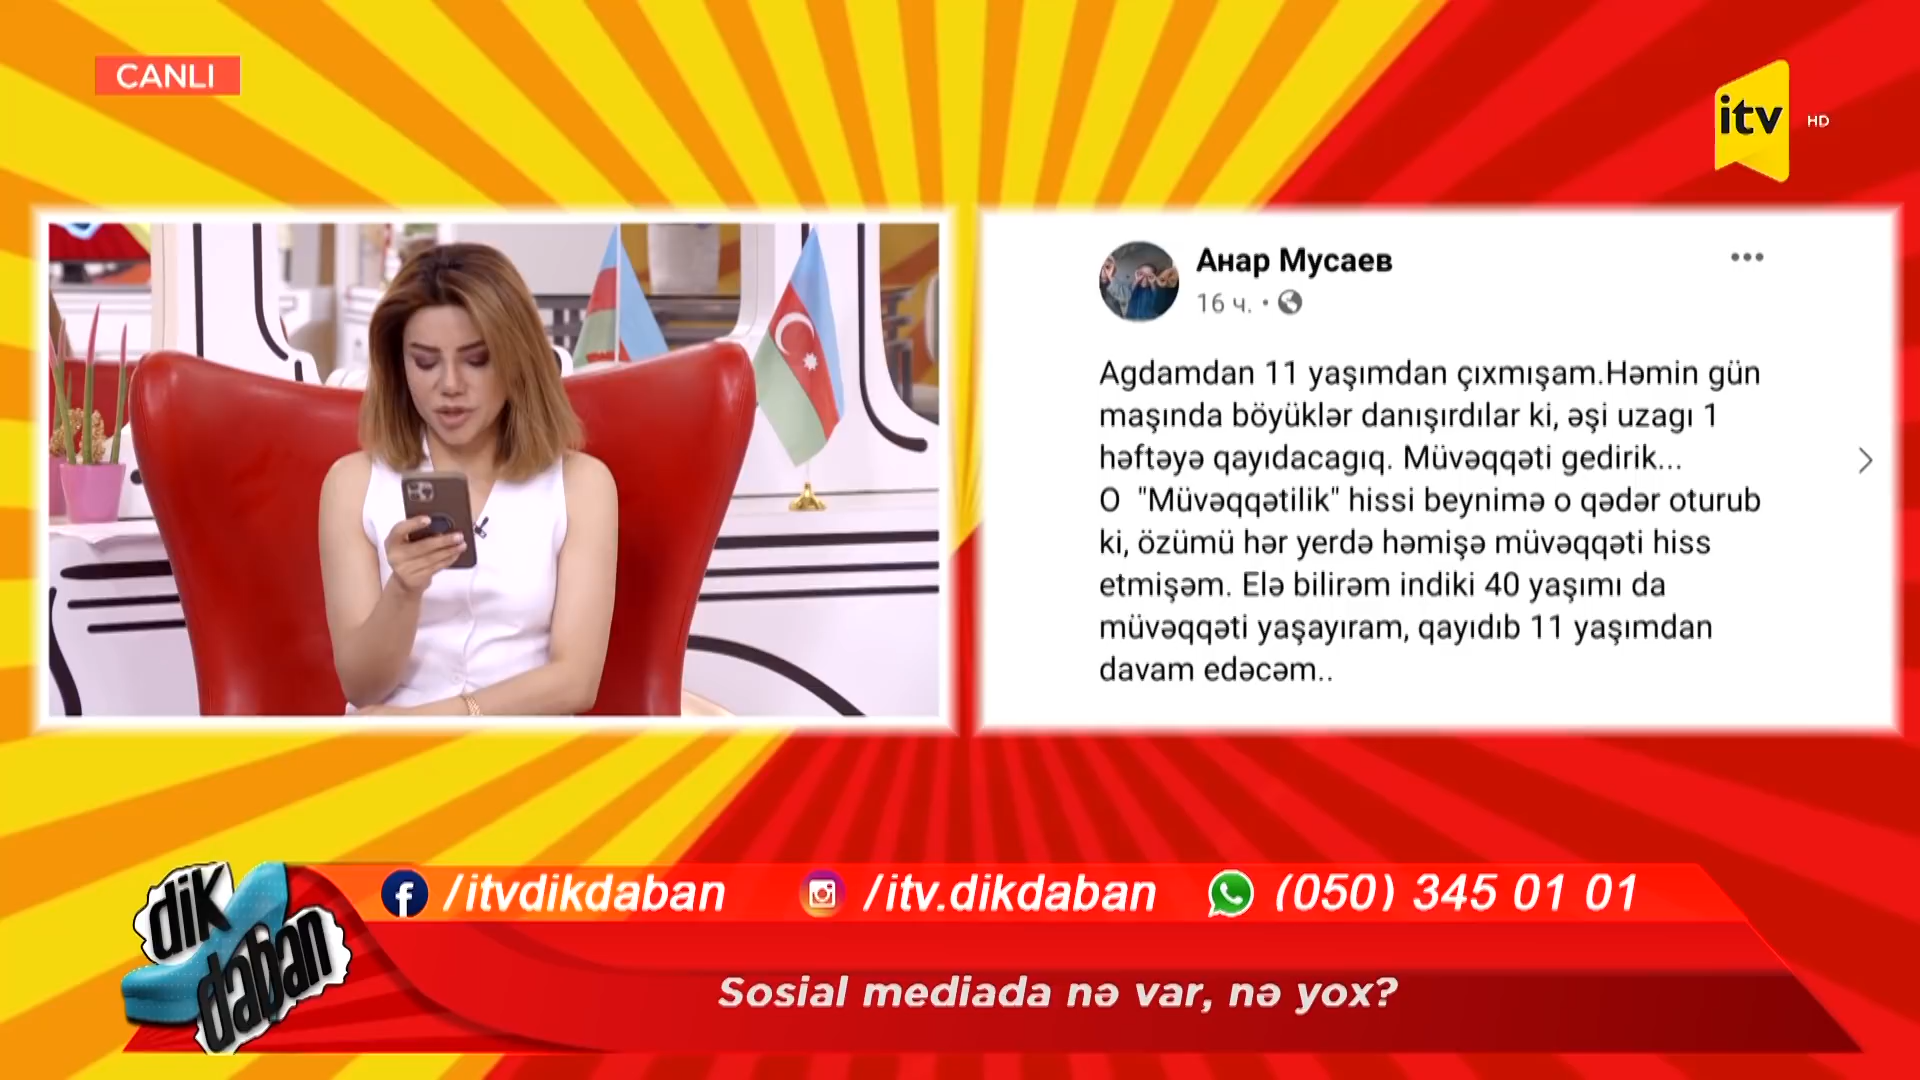 CANLI
itv HD
Анар Мусаев
16 ч.
Agdamdan 11 yaşımdan çıxmışam.Həmin gün
maşında böyüklər danışırdılar ki, əşi uzagı 1
həftəyə qayıdacagıq. Müvəqqəti gedirik...
O "Müvəqqətilik" hissi beynimə o qədər oturub
ki, özümü hər yerdə həmişə müvəqqəti hiss
etmişəm. Elə bilirəm indiki 40 yaşımı da
müvəqqəti yaşayıram, qayıdıb 11 yaşımdan
davam edəcəm..
/itvdikdaban /itv.dikdaban (050) 345 01 01
dik
daban
Sosial mediada nə var, nə yox?